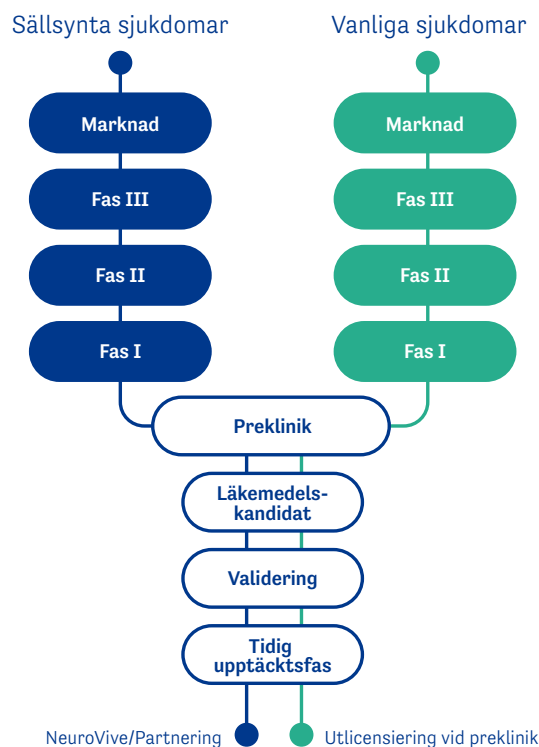 Sällsynta sjukdomar
Vanliga sjukdomar
Marknad
Marknad
Fas III
Fas III
Fas II
Fas II
Fas I
Fas I
Preklinik
Läkemedels-
kandidat
Validering
Tidig
upptäcktsfas
NeuroVive/Partnering
Utlicensiering vid preklinik